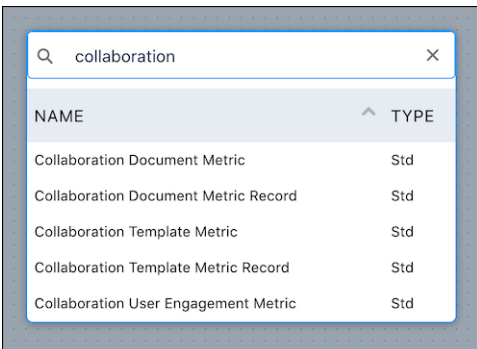 collaboration
NAME TYPE
Collaboration Document Metric Std
Collaboration Document Metric Record Std
Collaboration Template Metric Std
Collaboration Template Metric Record Std
Collaboration User Engagement Metric Std